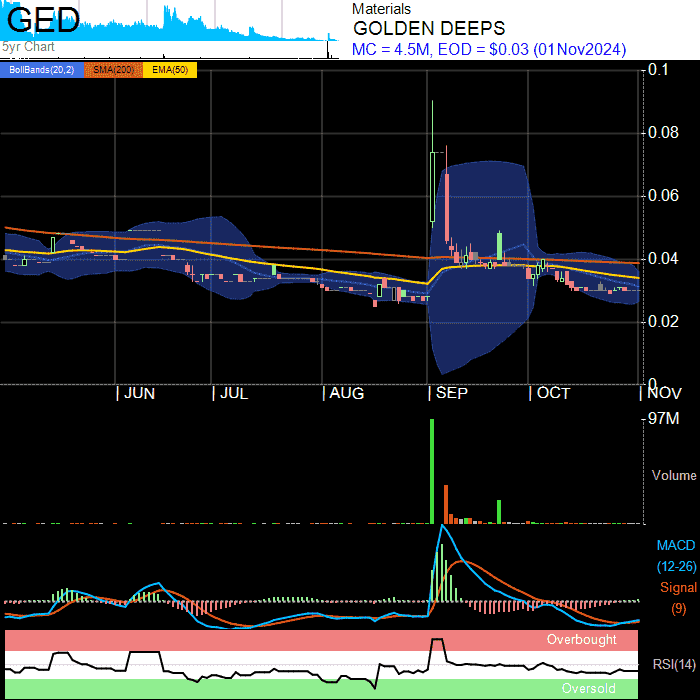 GED
5yr Chart
Materials
GOLDEN DEEPS
MC = 4.5M, EOD = $0.03 (01Nov2024)
BollBands(20,2) SMA(200) EMA(50)
0.1
0.08
0.06
0.04
0.02
0
JUN JUL AUG SEP OCT NOV
97M
Volume
MACD
(12-26)
Signal
(9)
Overbought
RSI(14)
Oversold